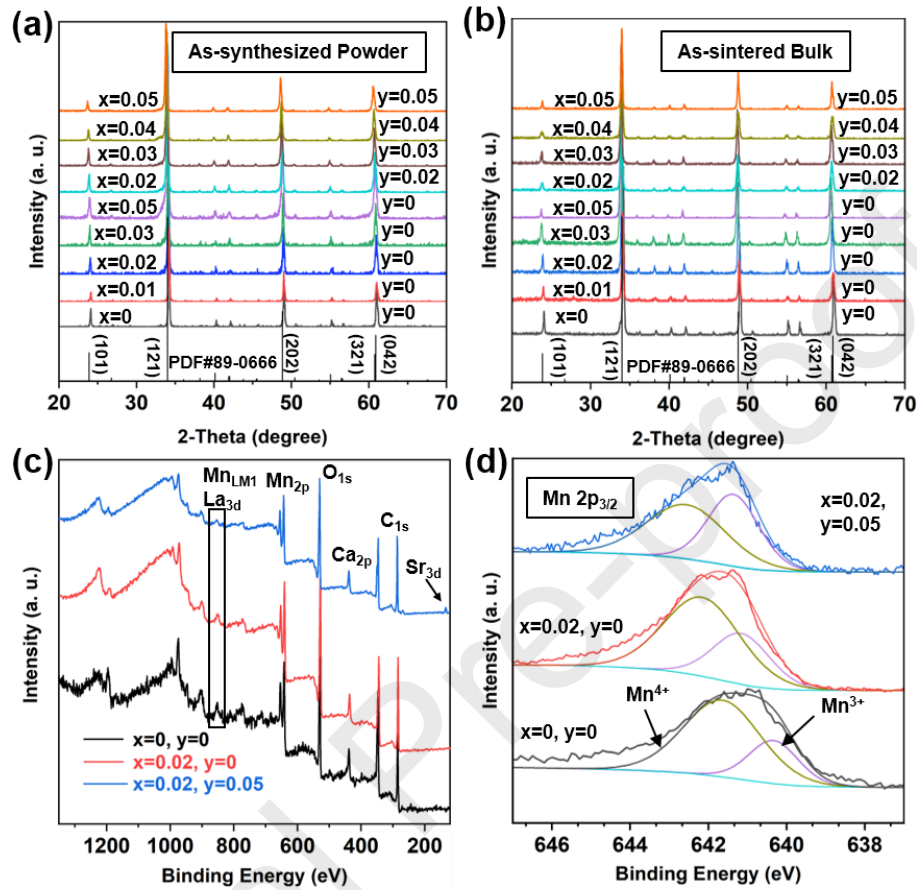 (a)
As-synthesized Powder
x=0.05
y=0.05
x=0.04
y=0.04
x=0.03
y=0.03
x=0.02
y=0.02
x=0.05
y=0
x=0.03
y=0
x=0.02
y=0
x=0.01
y=0
x=0
y=0
(101)
(121)
PDF#89-0666
(202)
(321)
(042)
20 30 40 50 60 70
2-Theta (degree)
Intensity (a. u.)
(b)
As-sintered Bulk
x=0.05
y=0.05
x=0.04
y=0.04
x=0.03
y=0.03
x=0.02
y=0.02
x=0.05
y=0
x=0.03
y=0
x=0.02
y=0
x=0.01
y=0
x=0
y=0
(101)
(121)
PDF#89-0666
(202)
(321)
(042)
20 30 40 50 60 70
2-Theta (degree)
Intensity (a. u.)
(c)
MnLM1
La3d
Mn2p
O1s
Ca2p
C1s
Sr3d
x=0, y=0
x=0.02, y=0
x=0.02, y=0.05
1200 1000 800 600 400 200
Binding Energy (eV)
Intensity (a. u.)
(d)
Mn 2p3/2
x=0.02,
y=0.05
x=0.02, y=0
x=0, y=0
Mn4+
Mn3+
646 644 642 640 638
Binding Energy (eV)
Intensity (a. u.)
Pre-proof